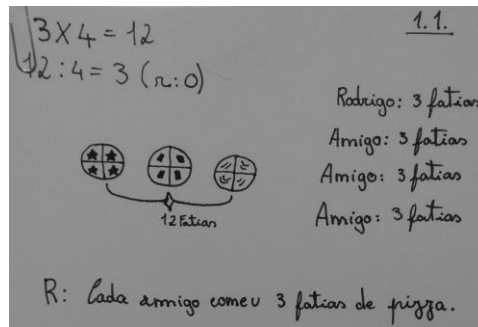 3 X 4 = 12
12 : 4 = 3 (r:0)
1.1.
Rodrigo: 3 fatias
Amigo: 3 fatias
Amigo: 3 fatias
Amigo: 3 fatias
12 Fatias
R: Cada amigo comeu 3 fatias de pizza.